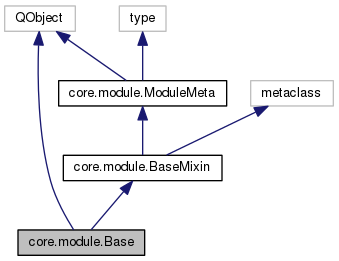 QObject
type
core.module.ModuleMeta
metaclass
core.module.BaseMixin
core.module.Base